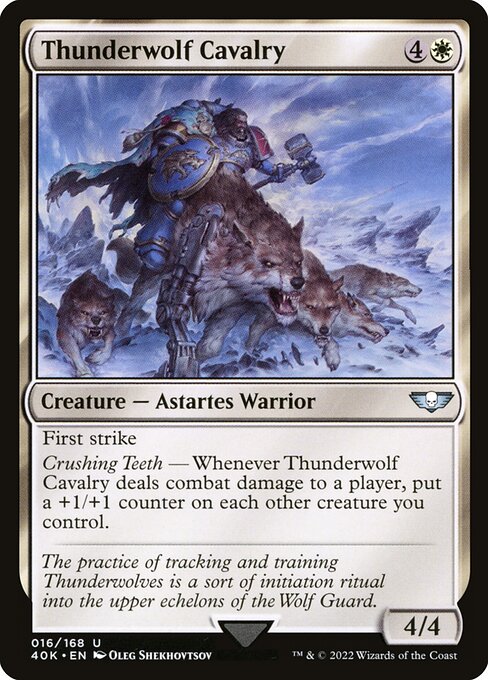 Thunderwolf Cavalry 4
Creature — Astartes Warrior
First strike
Crushing Teeth — Whenever Thunderwolf
Cavalry deals combat damage to a player, put
a +1/+1 counter on each other creature you
control.
The practice of tracking and training
Thunderwolves is a sort of initiation ritual
into the upper echelons of the Wolf Guard.
4/4
016/168 U
40K • EN Oleg Shekhovtsov
™ & © 2022 Wizards of the Coast